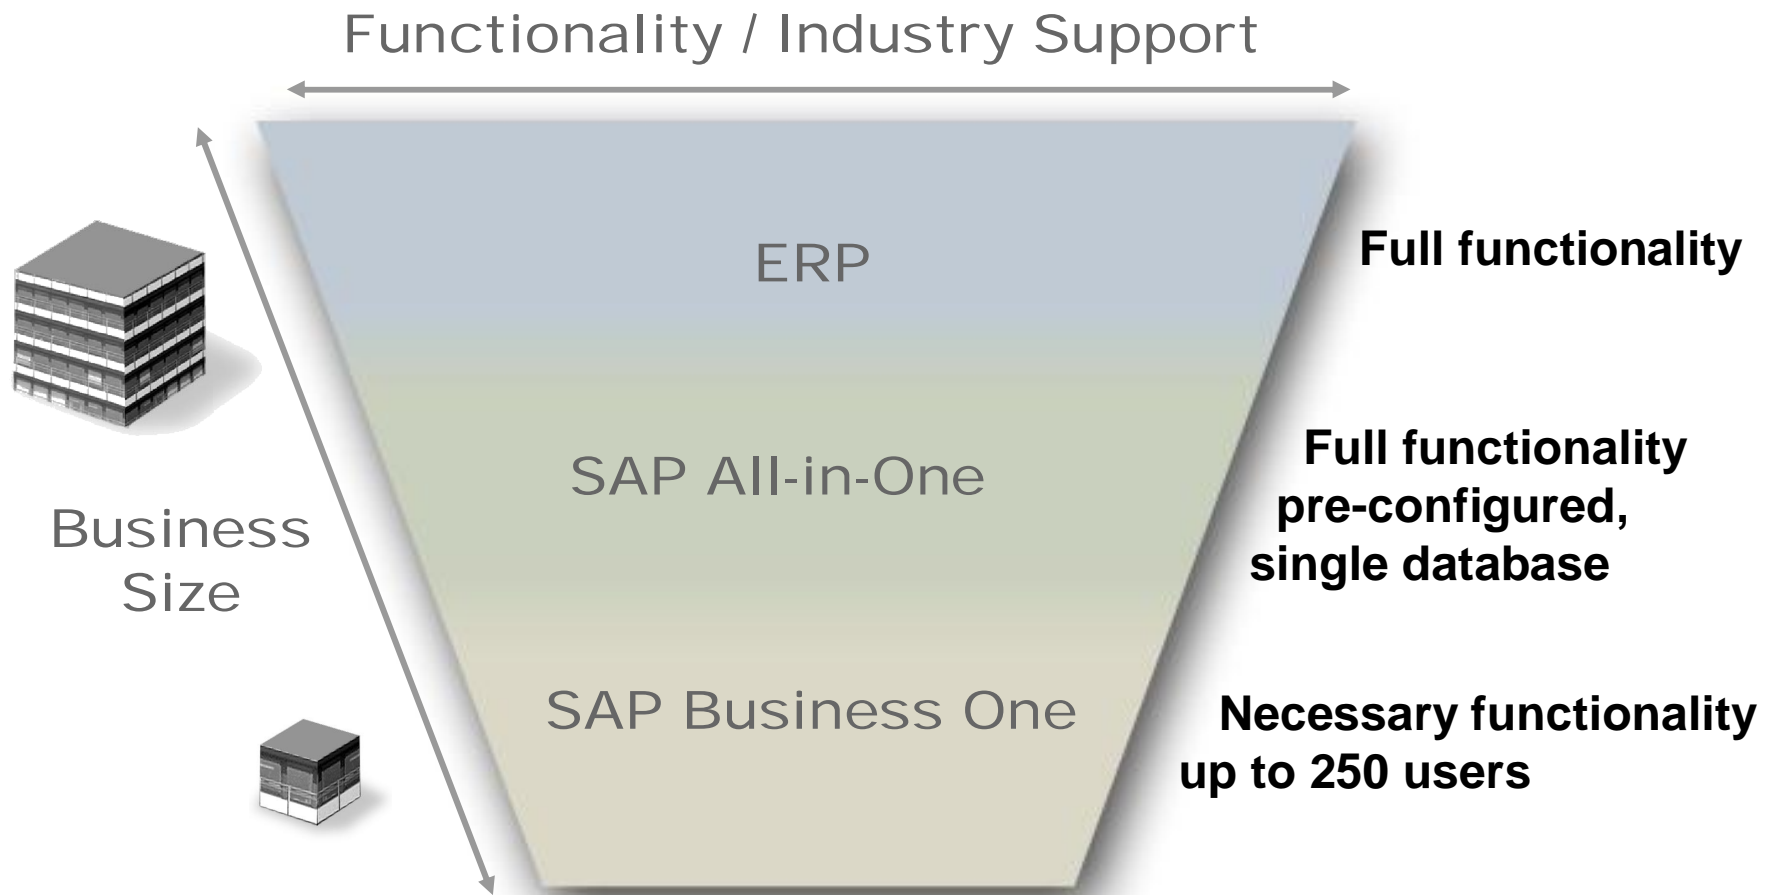 Functionality / Industry Support
ERP
Full functionality
SAP All-in-One
Full functionality
pre-configured,
single database
Business
Size
SAP Business One
Necessary functionality
up to 250 users